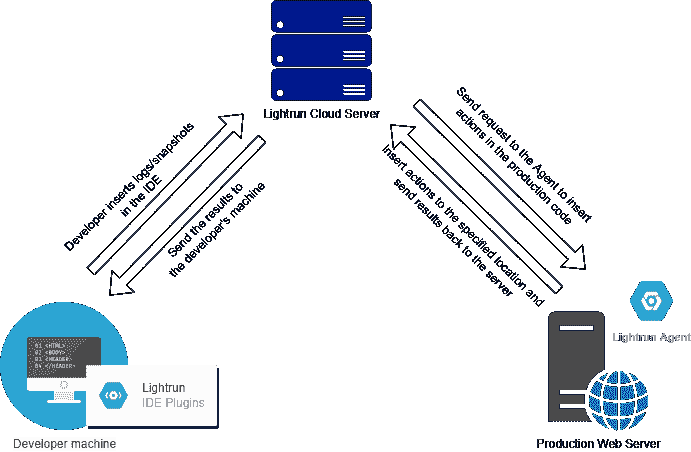 Lightrun Cloud Server
Developer inserts logs/snapshots
in the IDE
Send the results to
the developer's machine
Send request to the Agent to insert
actions in the production code
Insert actions to the specified location and
send results back to the server
01 <HTML>
02 <BODY>
03 <HEADER>
04 </HEADER>
Lightrun
IDE Plugins
Developer machine
Lightrun Agent
Production Web Server